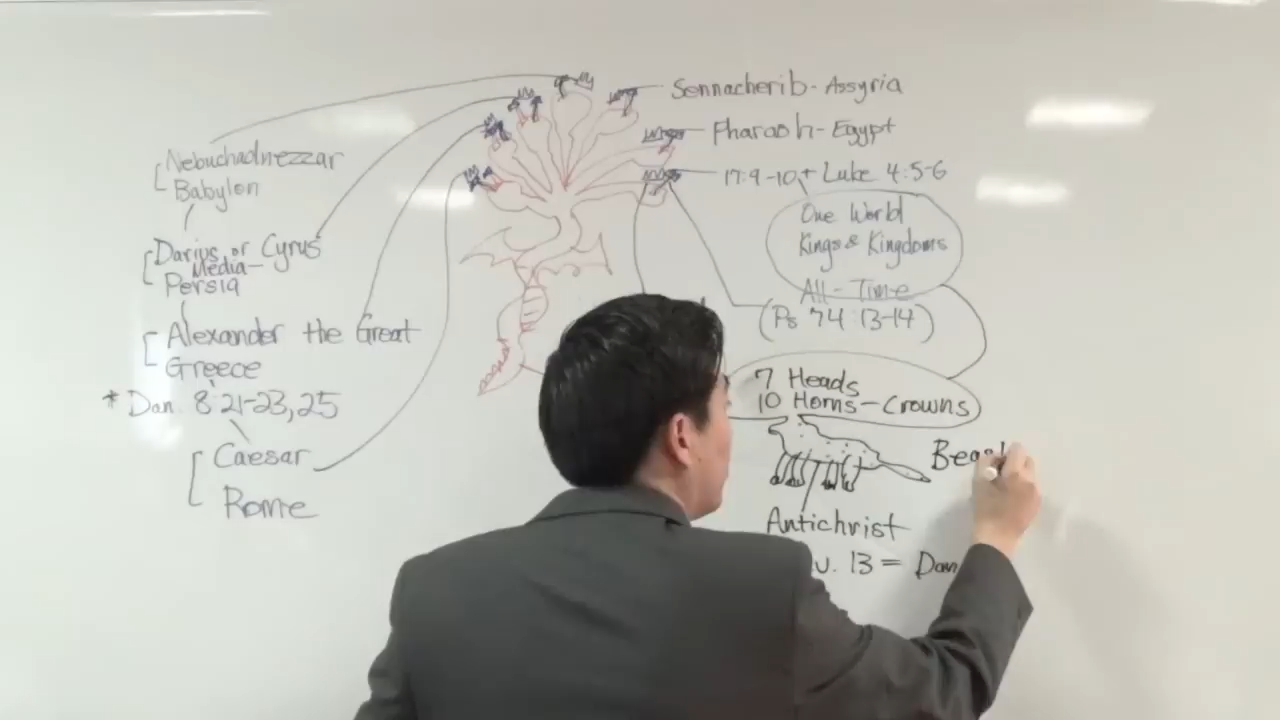 Nebuchadnezzar
Babylon
Darius or Cyrus
Media-
Persia
Alexander the Great
Greece
* Dan. 8:21-23,25
Caesar
Rome
Sennacherib - Assyria
Pharaoh - Egypt
17:9-10 + Luke 4:5-6
One World
Kings & Kingdoms
All-Time
(Ps 74:13-14)
7 Heads
10 Horns - Crowns
Antichrist
13 = Dan